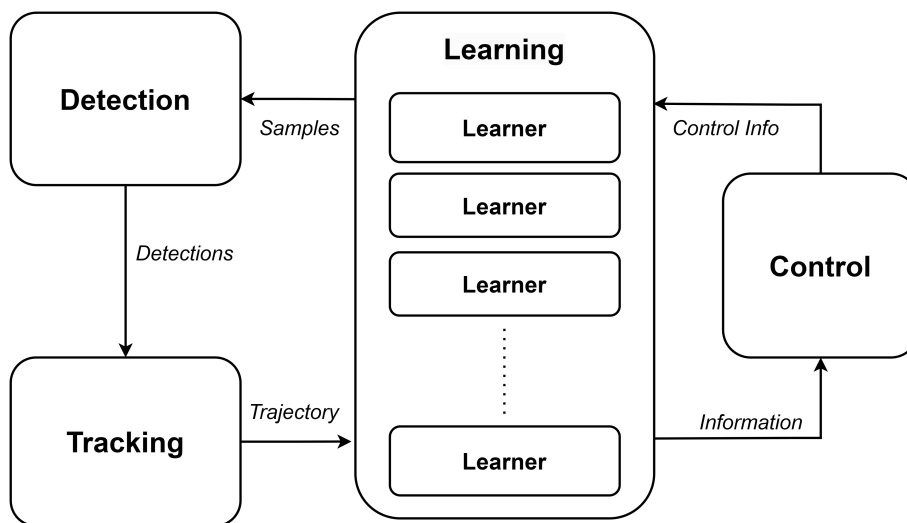 Learning
Detection
Samples
Learner
Control Info
Learner
Detections
Learner
Control
Tracking
Trajectory
Learner
Information